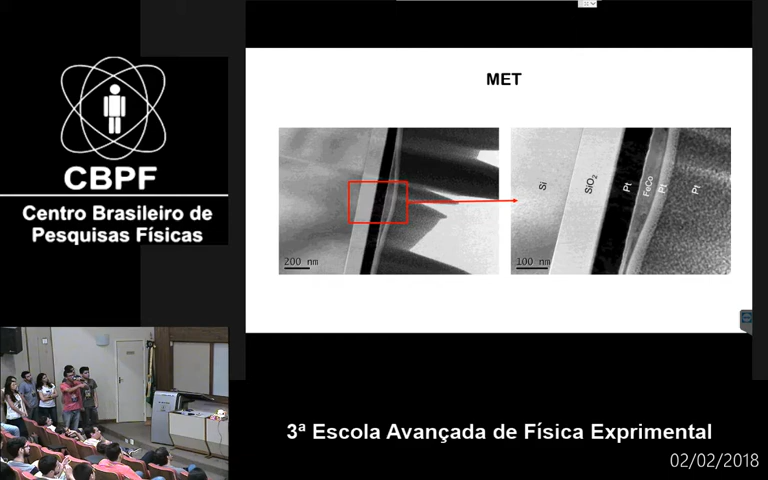 CBPF
Centro Brasileiro de
Pesquisas Físicas
MET
200 nm
Si
SiO2
Pt
FeCo
Pt
Pt
100 nm
3ª Escola Avançada de Física Exprimental
02/02/2018